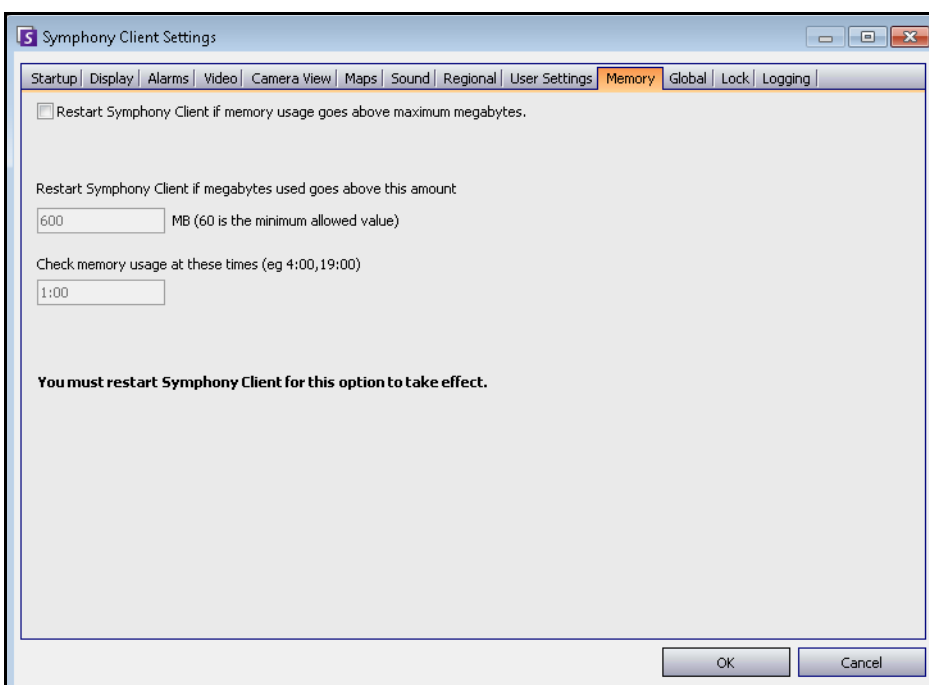 S Symphony Client Settings
Startup Display Alarms Video Camera View Maps Sound Regional User Settings Memory Global Lock Logging
Restart Symphony Client if memory usage goes above maximum megabytes.
Restart Symphony Client if megabytes used goes above this amount
600 MB (60 is the minimum allowed value)
Check memory usage at these times (eg 4:00,19:00)
1:00
You must restart Symphony Client for this option to take effect.
OK Cancel